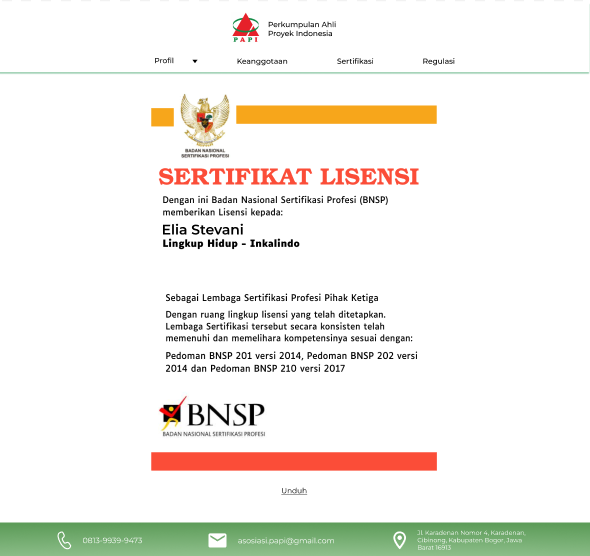 PAPI
Perkumpulan Ahli
Proyek Indonesia
Profil
Keanggotaan
Sertifikasi
Regulasi
BADAN NASIONAL
SERTIFIKASI PROFESI
SERTIFIKAT LISENSI
Dengan ini Badan Nasional Sertifikasi Profesi (BNSP)
memberikan Lisensi kepada:
Elia Stevani
Lingkup Hidup - Inkalindo
Sebagai Lembaga Sertifikasi Profesi Pihak Ketiga
Dengan ruang lingkup lisensi yang telah ditetapkan.
Lembaga Sertifikasi tersebut secara konsisten telah
memenuhi dan memelihara kompetensinya sesuai dengan:
Pedoman BNSP 201 versi 2014, Pedoman BNSP 202 versi
2014 dan Pedoman BNSP 210 versi 2017
BNSP
BADAN NASIONAL SERTIFIKASI PROFESI
Unduh
0813-9939-9473
asosiasi.papi@gmail.com
Jl. Karadenan Nomor 4, Karadenan,
Cibinong, Kabupaten Bogor, Jawa
Barat 16913